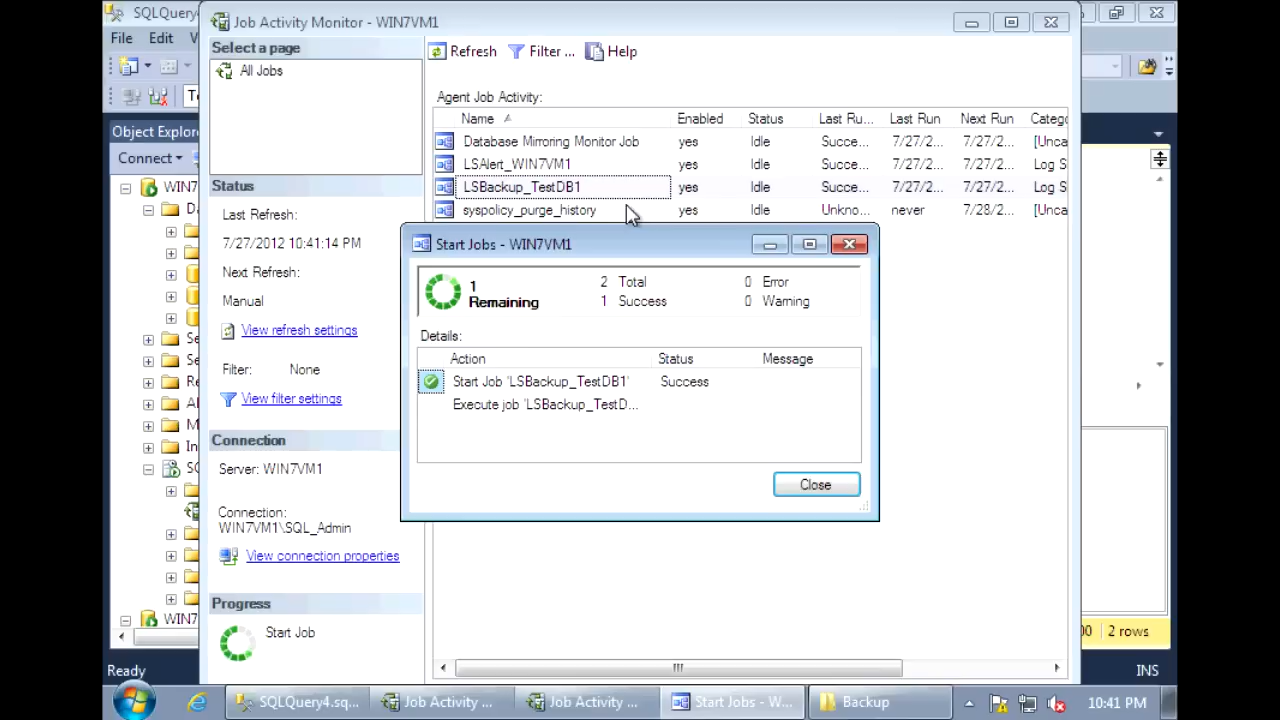 SQLQuery
Job Activity Monitor - WIN7VM1
File Edit V
Select a page
All Jobs
Refresh Filter ... Help
Agent Job Activity:
Name Enabled Status Last Ru... Last Run Next Run Catego
Database Mirroring Monitor Job yes Idle Succe... 7/27/2... 7/27/2... [Unca
LSAlert_WIN7VM1 yes Idle Succe... 7/27/2... 7/27/2... Log S
LSBackup_TestDB1 yes Idle Succe... 7/27/2... 7/27/2... Log S
syspolicy_purge_history yes Idle Unkno... never 7/28/2... [Unca
Object Explor
Connect
WIN7
Status
Last Refresh:
7/27/2012 10:41:14 PM
Next Refresh:
Manual
View refresh settings
Filter: None
View filter settings
Connection
Server: WIN7VM1
Connection:
WIN7VM1\SQL_Admin
View connection properties
Progress
Start Job
Start Jobs - WIN7VM1
1 Remaining
2 Total 0 Error
1 Success 0 Warning
Details:
Action Status Message
Start Job 'LSBackup_TestDB1' Success
Execute job 'LSBackup_TestD...
Close
WIN7
00 2 rows
Ready INS
SQLQuery4.sq... Job Activity ... Job Activity ... Start Jobs - W... Backup 10:41 PM